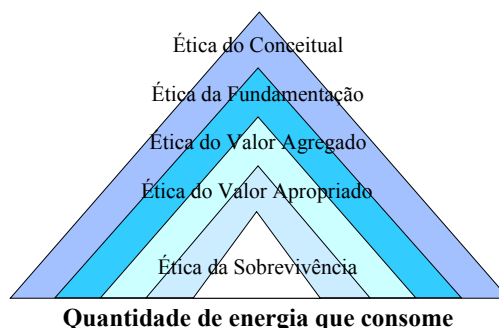 Ética do Conceitual
Ética da Fundamentação
Ética do Valor Agregado
Ética do Valor Apropriado
Ética da Sobrevivência
Quantidade de energia que consome